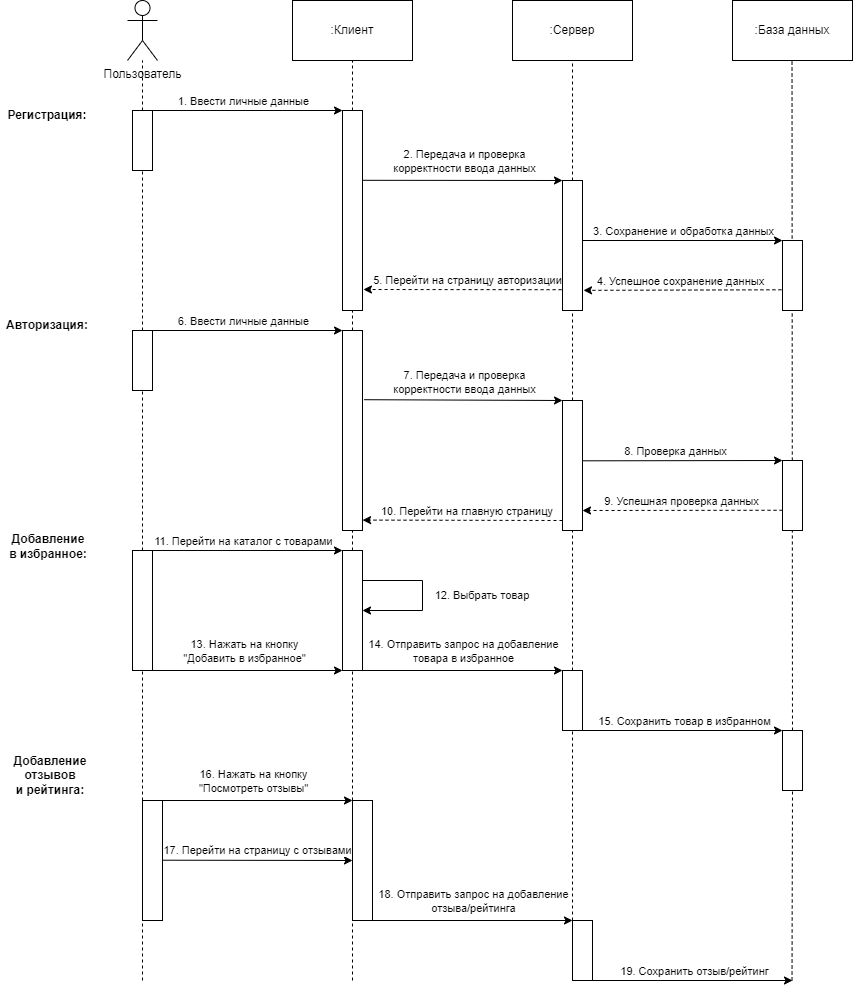 :Клиент
:Сервер
:База данных
Пользователь
Регистрация:
1. Ввести личные данные
2. Передача и проверка
корректности ввода данных
3. Сохранение и обработка данных
4. Успешное сохранение данных
5. Перейти на страницу авторизации
Авторизация:
6. Ввести личные данные
7. Передача и проверка
корректности ввода данных
8. Проверка данных
9. Успешная проверка данных
10. Перейти на главную страницу
Добавление
в избранное:
11. Перейти на каталог с товарами
12. Выбрать товар
13. Нажать на кнопку
"Добавить в избранное"
14. Отправить запрос на добавление
товара в избранное
15. Сохранить товар в избранном
Добавление
отзывов
и рейтинга:
16. Нажать на кнопку
"Посмотреть отзывы"
17. Перейти на страницу с отзывами
18. Отправить запрос на добавление
отзыва/рейтинга
19. Сохранить отзыв/рейтинг